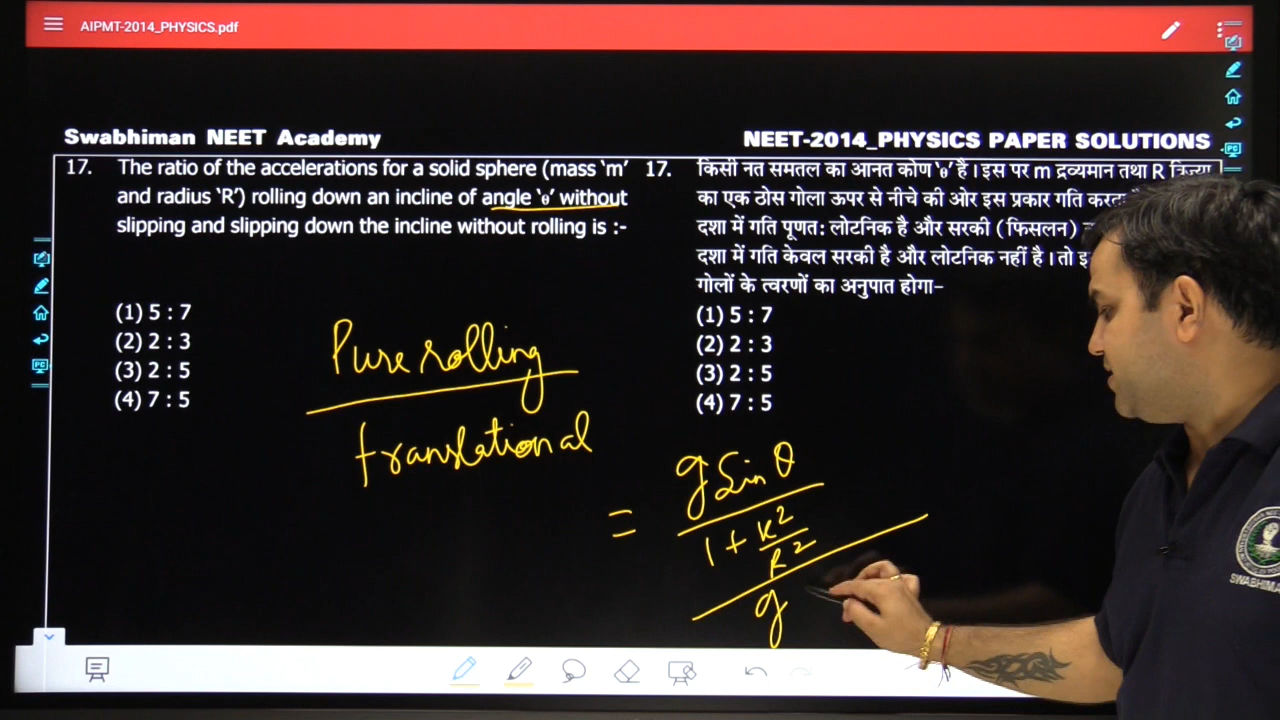 AIPMT-2014_PHYSICS.pdf
Swabhiman NEET Academy
NEET-2014_PHYSICS PAPER SOLUTIONS
17. The ratio of the accelerations for a solid sphere (mass ‘m’
and radius ‘R’) rolling down an incline of angle ‘θ’ without
slipping and slipping down the incline without rolling is :-
(1) 5 : 7
(2) 2 : 3
(3) 2 : 5
(4) 7 : 5
17. किसी नत समतल का आनत कोण ‘θ’ है। इस पर m द्रव्यमान तथा R त्रिज्या
का एक ठोस गोला ऊपर से नीचे की ओर इस प्रकार गति
दशा में गति पूर्णत: लोटनिक है और सरकी (फिसलन)
दशा में गति केवल सरकी है और लोटनिक नहीं है। तो
गोलों के त्वरणों का अनुपात होगा–
(1) 5 : 7
(2) 2 : 3
(3) 2 : 5
(4) 7 : 5
Pure rolling
translational
= g Sin θ
1 + K²
R²
g
PC
PC
SWABHIMA